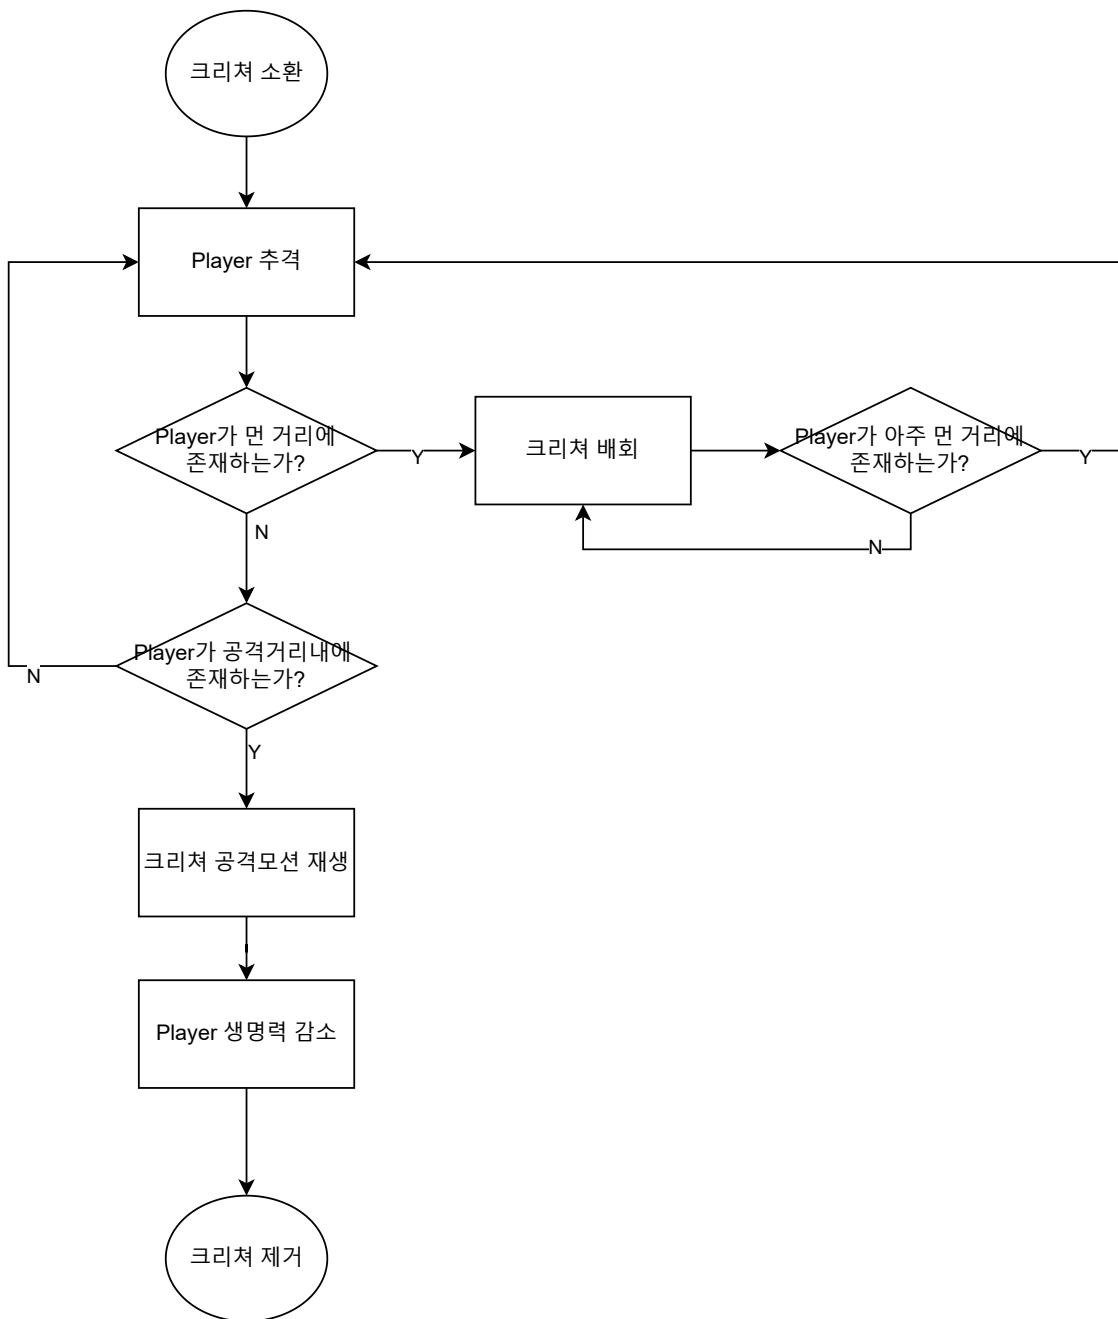 크리쳐 소환
Player 추격
Player가 먼 거리에
존재하는가?
Y
크리쳐 배회
Player가 아주 먼 거리에
존재하는가?
Y
N
N
Player가 공격거리내에
존재하는가?
N
Y
크리쳐 공격모션 재생
Player 생명력 감소
크리쳐 제거